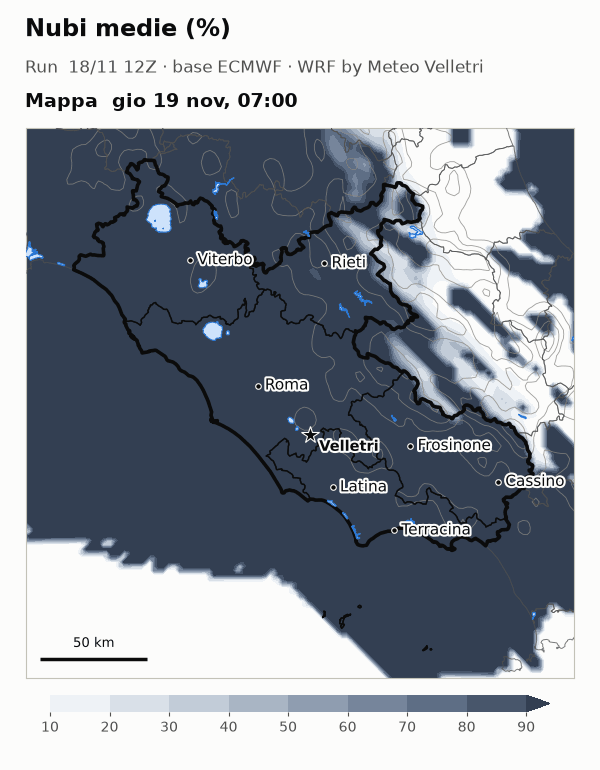 Nubi medie (%)
Run 18/11 12Z · base ECMWF · WRF by Meteo Velletri
Mappa gio 19 nov, 07:00
Viterbo
Rieti
Roma
Velletri
Frosinone
Cassino
Latina
Terracina
50 km
10 20 30 40 50 60 70 80 90